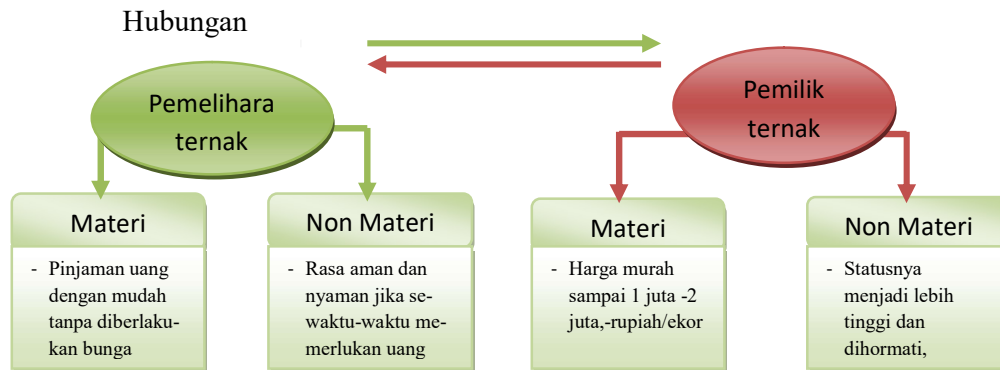 Hubungan
Pemelihara
ternak
Pemilik
ternak
Materi
- Pinjaman uang
dengan mudah
tanpa diberlaku-
kan bunga
Non Materi
- Rasa aman dan
nyaman jika se-
waktu-waktu me-
merlukan uang
Materi
- Harga murah
sampai 1 juta -2
juta,-rupiah/ekor
Non Materi
- Statusnya
menjadi lebih
tinggi dan
dihormati,